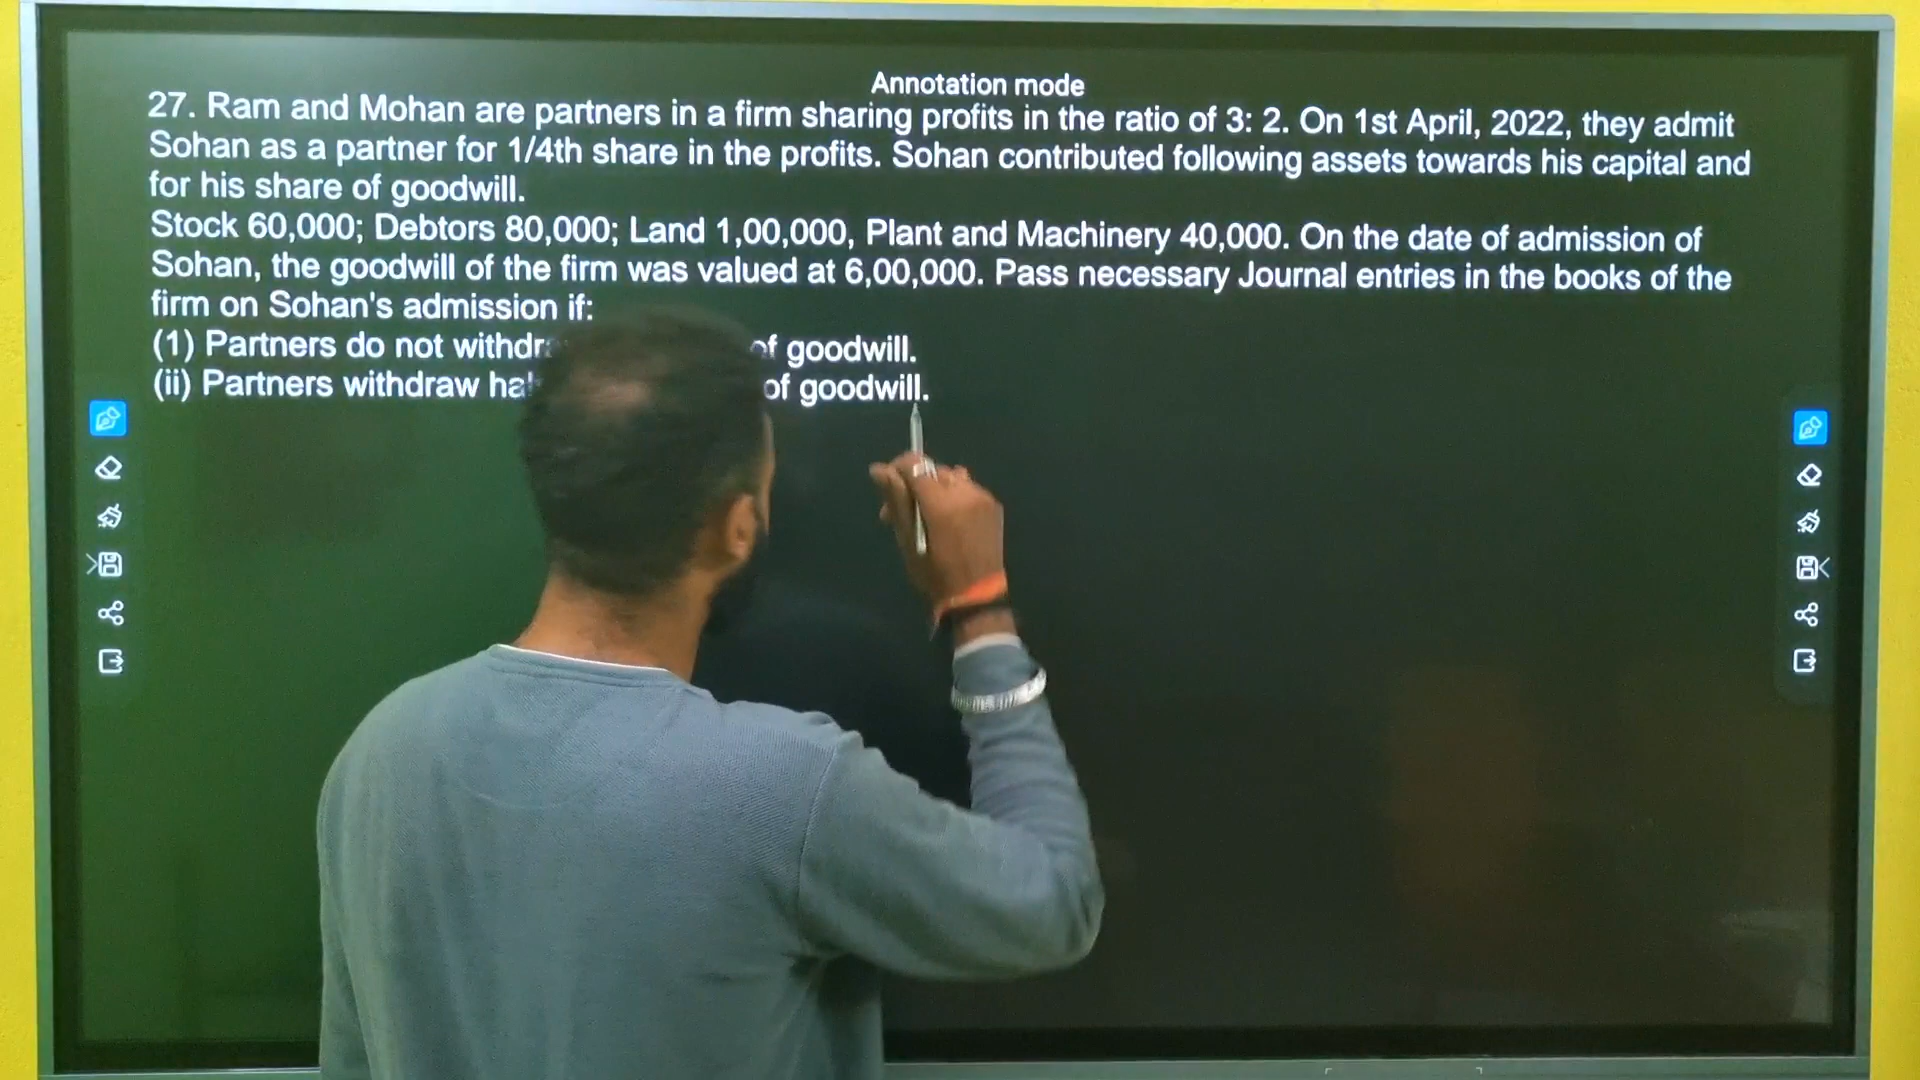 Annotation mode
27. Ram and Mohan are partners in a firm sharing profits in the ratio of 3: 2. On 1st April, 2022, they admit
Sohan as a partner for 1/4th share in the profits. Sohan contributed following assets towards his capital and
for his share of goodwill.
Stock 60,000; Debtors 80,000; Land 1,00,000, Plant and Machinery 40,000. On the date of admission of
Sohan, the goodwill of the firm was valued at 6,00,000. Pass necessary Journal entries in the books of the
firm on Sohan's admission if:
(1) Partners do not of goodwill.
(ii) Partners withdraw of goodwill.